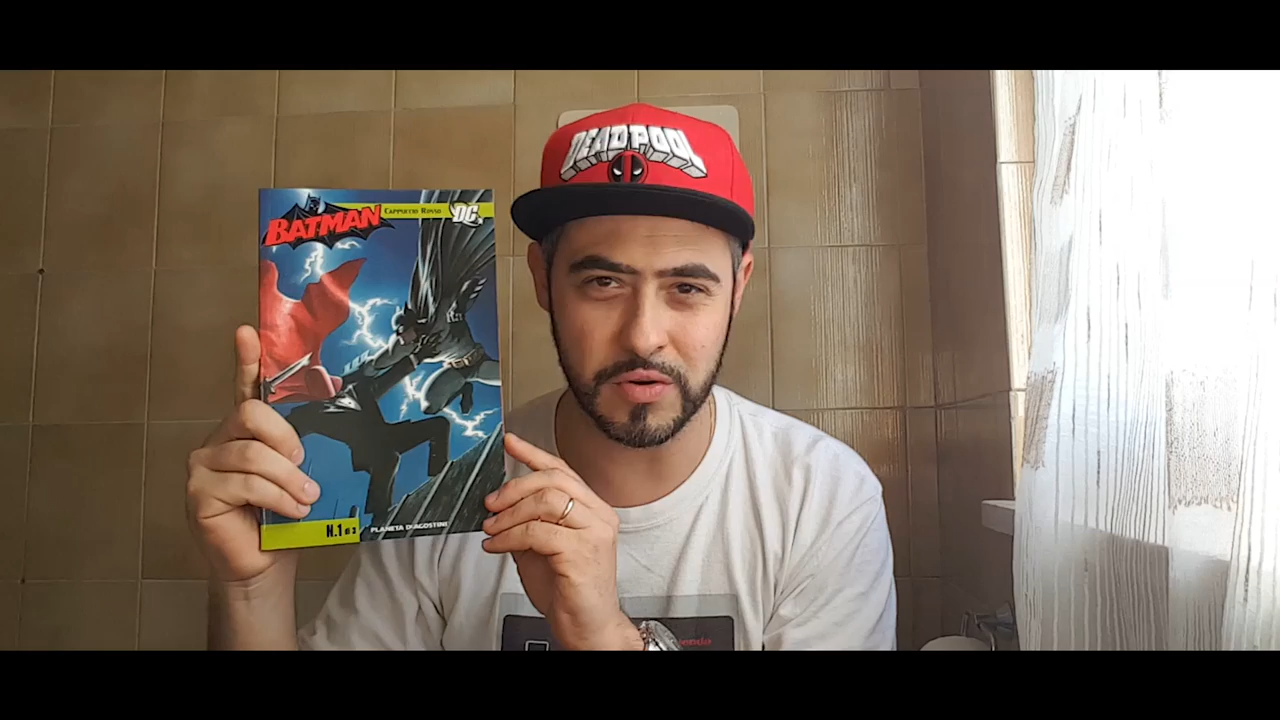 DEADPOOL
BATMAN
CAPPUCCIO ROSSO
DC
N.1 DI 3
PLANETA DEAGOSTINI